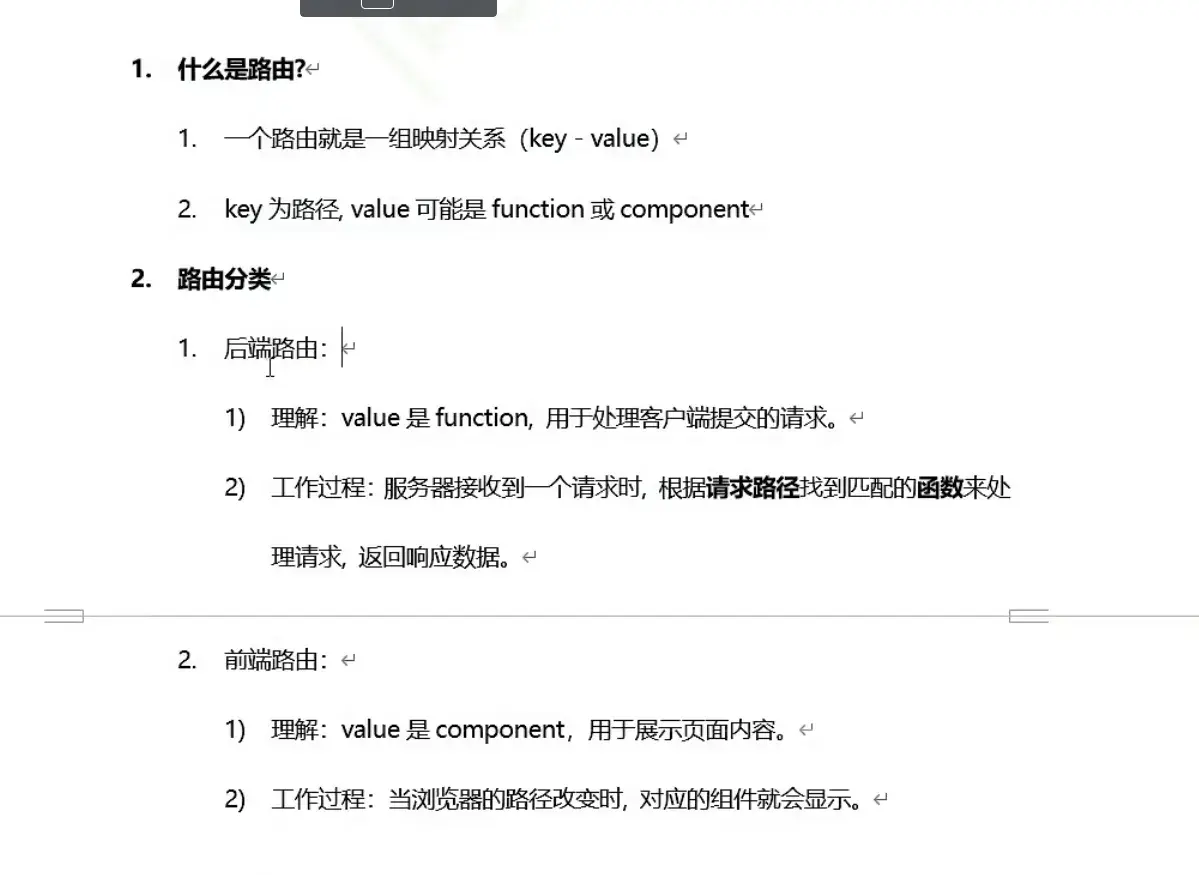 1. 什么是路由?
1. 一个路由就是一组映射关系（key - value）
2. key 为路径, value 可能是 function 或 component
2. 路由分类
1. 后端路由：
1) 理解：value 是 function, 用于处理客户端提交的请求。
2) 工作过程：服务器接收到一个请求时, 根据请求路径找到匹配的函数来处
理请求, 返回响应数据。
2. 前端路由：
1) 理解：value 是 component，用于展示页面内容。
2) 工作过程：当浏览器的路径改变时, 对应的组件就会显示。